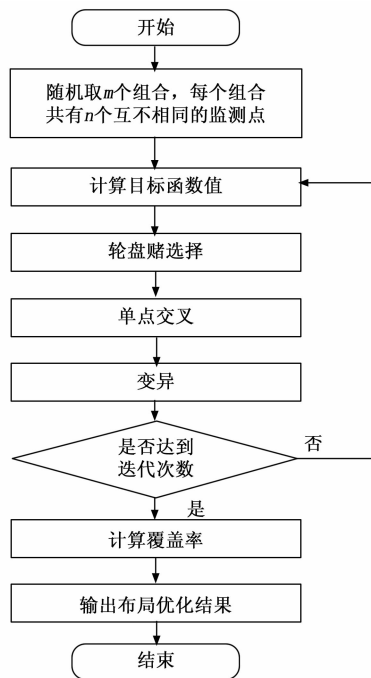 开始
随机取m个组合，每个组合
共有n个互不相同的监测点
计算目标函数值
轮盘赌选择
单点交叉
变异
是否达到
迭代次数
否
是
计算覆盖率
输出布局优化结果
结束